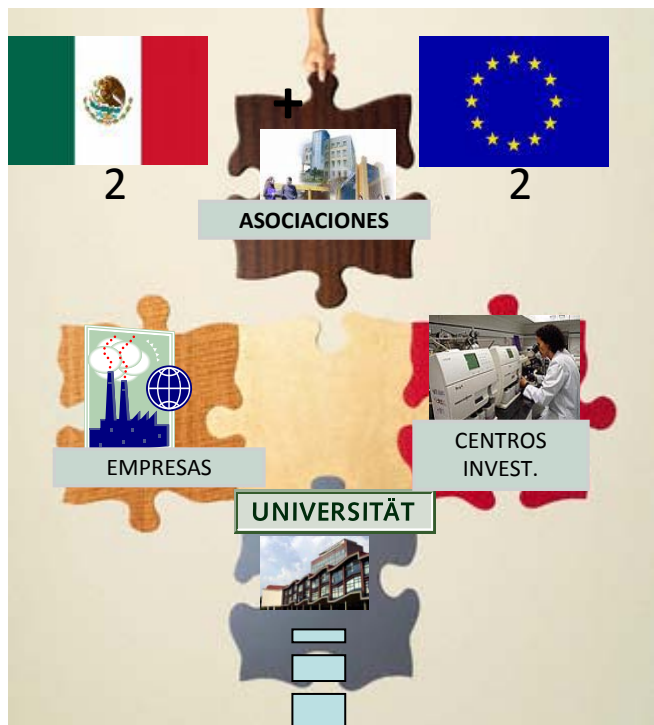 +
2
2
ASOCIACIONES
EMPRESAS
CENTROS
INVEST.
UNIVERSITÄT